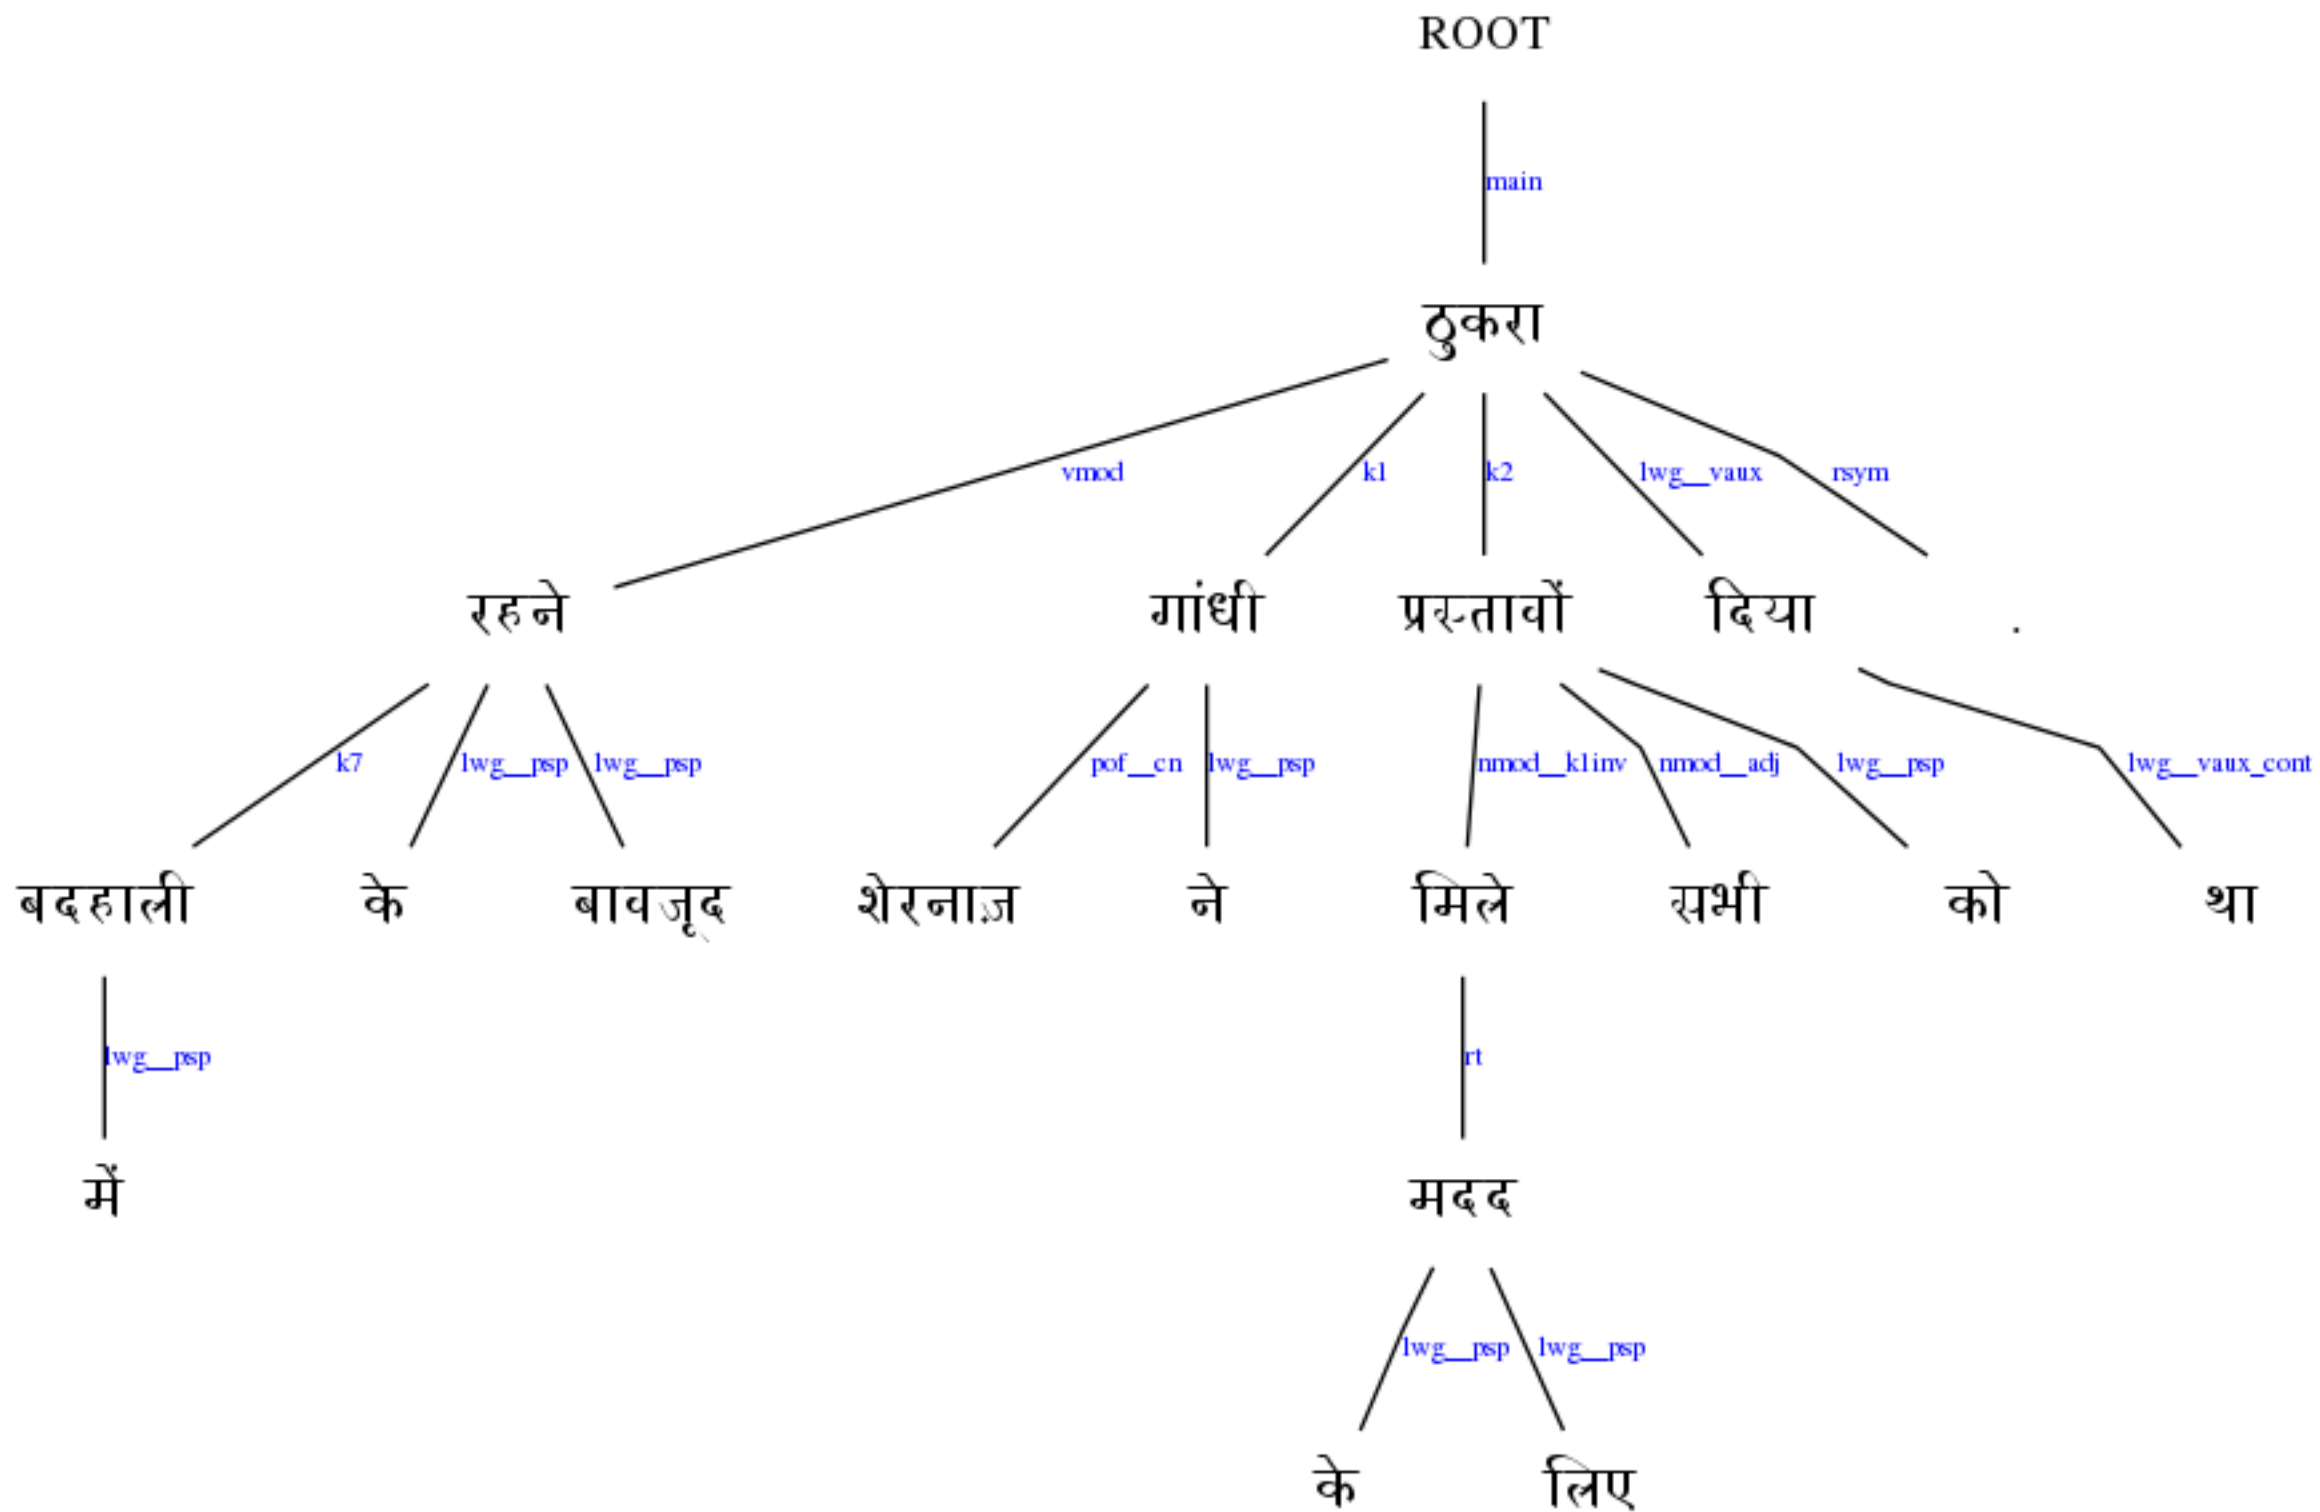 ROOT
main
ठुकरा
vmod k1 k2 lwg__vaux rsym
रहने गांधी प्रस्तावों दिया .
k7 lwg__psp lwg__psp pof__cn lwg__psp nmod__k1inv nmod__adj lwg__psp lwg__vaux_cont
बदहाली के बावजूद शेरनाज़ ने मिले सभी को था
lwg__psp rt
में मदद
lwg__psp lwg__psp
के लिए